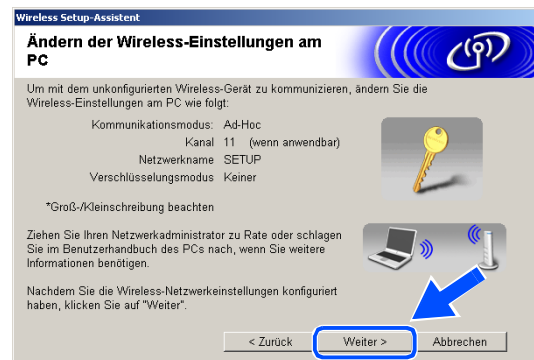 Wireless Setup-Assistent
Ändern der Wireless-Einstellungen am
PC
Um mit dem unkonfigurierten Wireless-Gerät zu kommunizieren, ändern Sie die
Wireless-Einstellungen am PC wie folgt:
Kommunikationsmodus: Ad-Hoc
Kanal 11 (wenn anwendbar)
Netzwerkname SETUP
Verschlüsselungsmodus Keiner
*Groß-/Kleinschreibung beachten
Ziehen Sie Ihren Netzwerkadministrator zu Rate oder schlagen
Sie im Benutzerhandbuch des PCs nach, wenn Sie weitere
Informationen benötigen.
Nachdem Sie die Wireless-Netzwerkeinstellungen konfiguriert
haben, klicken Sie auf "Weiter".
< Zurück Weiter > Abbrechen